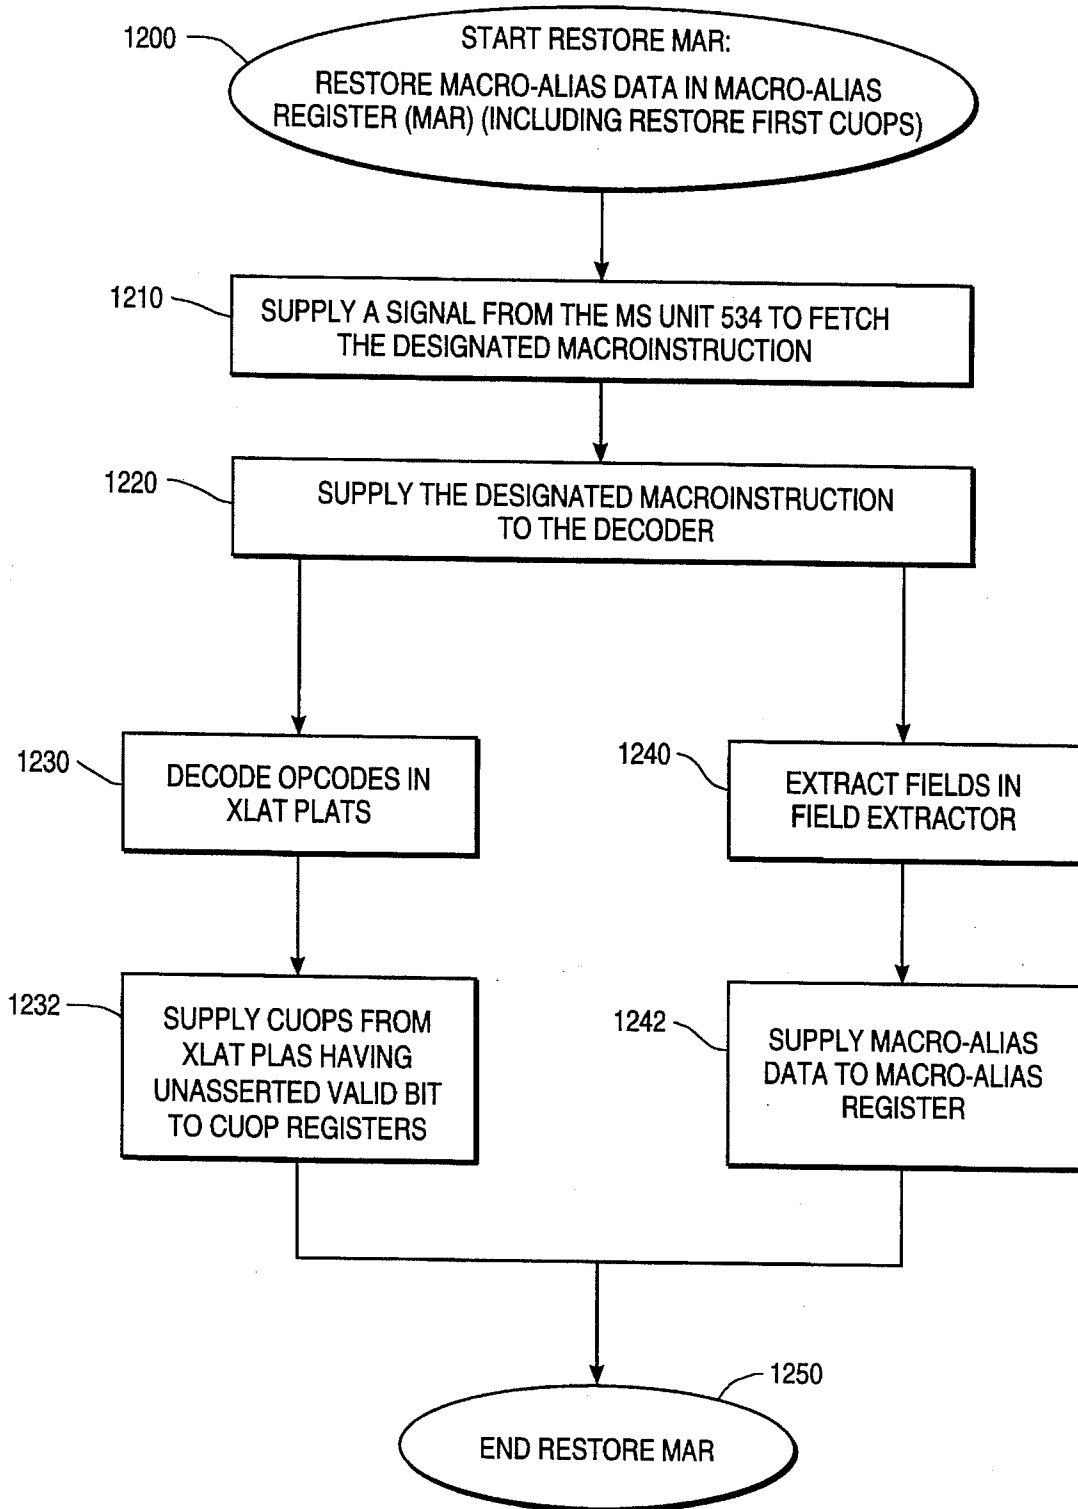 1200
START RESTORE MAR:
RESTORE MACRO-ALIAS DATA IN MACRO-ALIAS
REGISTER (MAR) (INCLUDING RESTORE FIRST CUOPS)
1210
SUPPLY A SIGNAL FROM THE MS UNIT 534 TO FETCH
THE DESIGNATED MACROINSTRUCTION
1220
SUPPLY THE DESIGNATED MACROINSTRUCTION
TO THE DECODER
1230
DECODE OPCODES IN
XLAT PLATS
1240
EXTRACT FIELDS IN
FIELD EXTRACTOR
1232
SUPPLY CUOPS FROM
XLAT PLAS HAVING
UNASSERTED VALID BIT
TO CUOP REGISTERS
1242
SUPPLY MACRO-ALIAS
DATA TO MACRO-ALIAS
REGISTER
1250
END RESTORE MAR